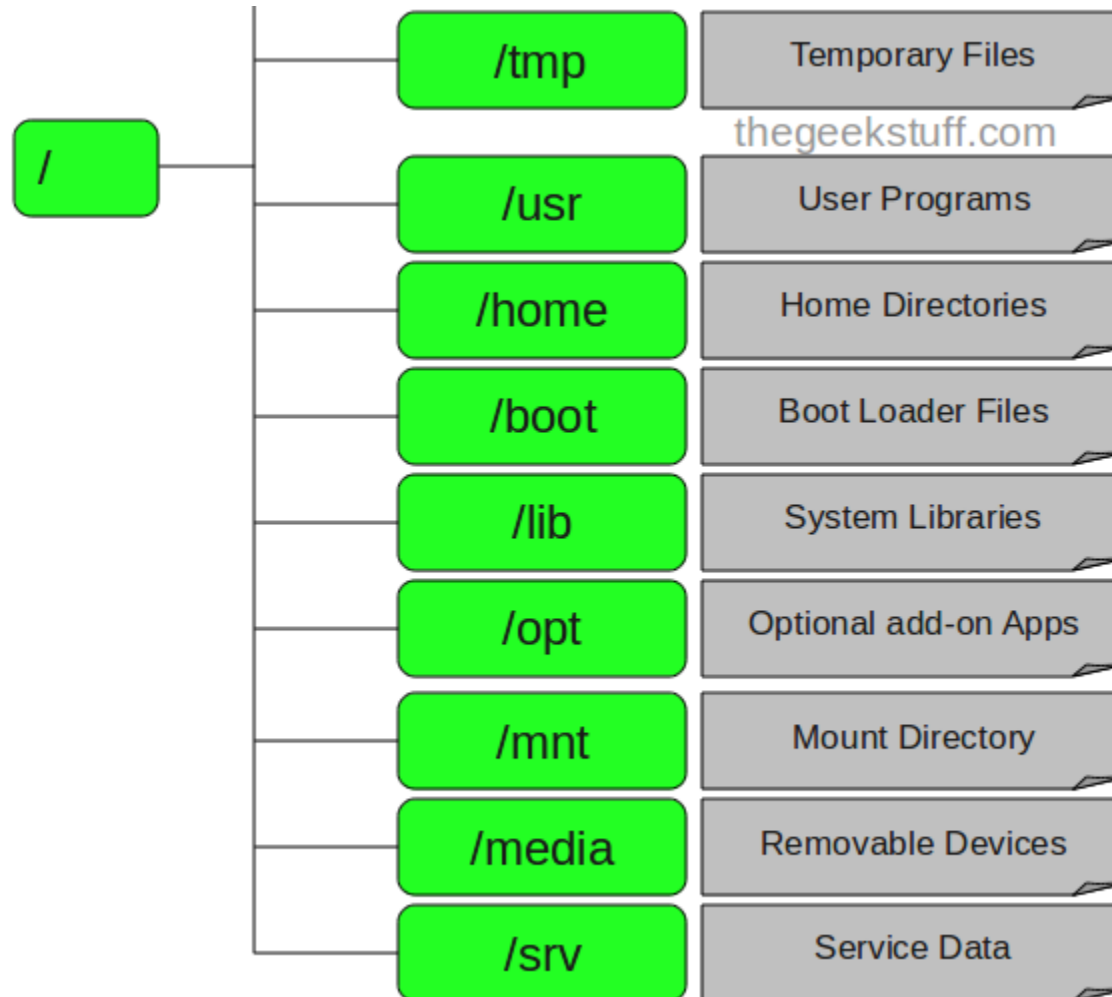 /tmp Temporary Files
thegeekstuff.com
/
/usr User Programs
/home Home Directories
/boot Boot Loader Files
/lib System Libraries
/opt Optional add-on Apps
/mnt Mount Directory
/media Removable Devices
/srv Service Data